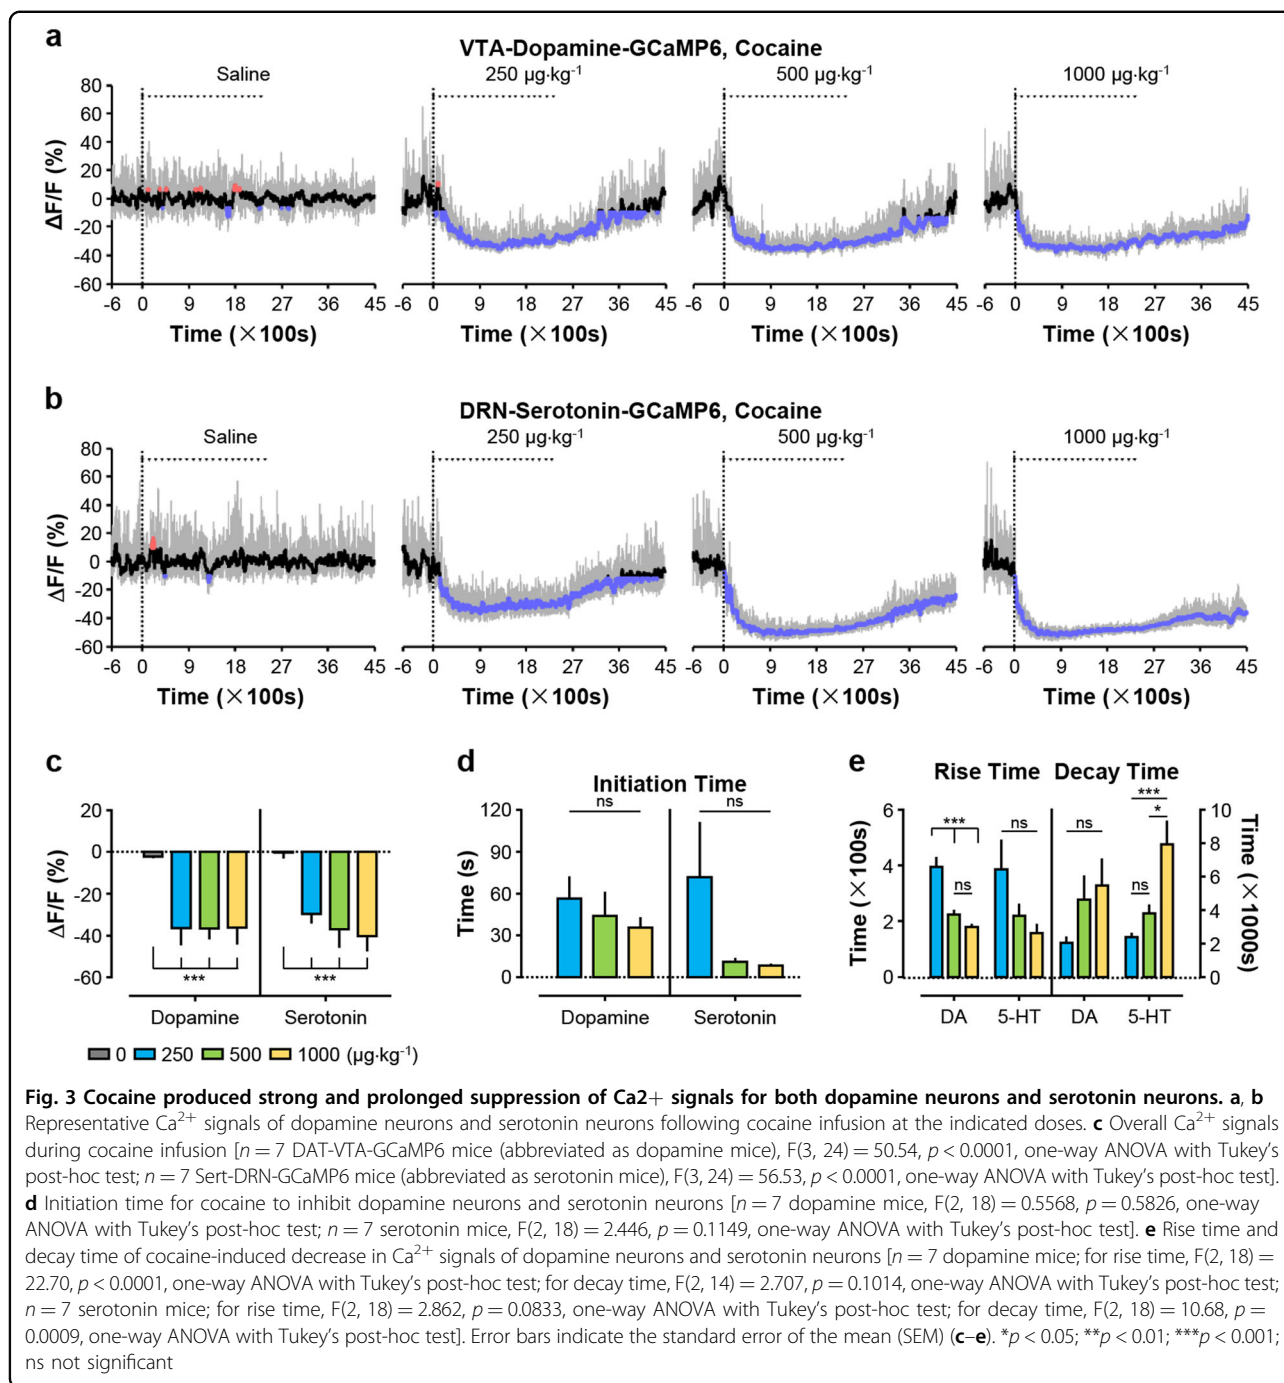 a
VTA-Dopamine-GCaMP6, Cocaine
Saline 250 µg·kg⁻¹ 500 µg·kg⁻¹ 1000 µg·kg⁻¹
ΔF/F (%)
80
60
40
20
0
-20
-40
-60
-6 0 9 18 27 36 45 -6 0 9 18 27 36 45 -6 0 9 18 27 36 45 -6 0 9 18 27 36 45
Time (×100s) Time (×100s) Time (×100s) Time (×100s)
b
DRN-Serotonin-GCaMP6, Cocaine
Saline 250 µg·kg⁻¹ 500 µg·kg⁻¹ 1000 µg·kg⁻¹
ΔF/F (%)
80
60
40
20
0
-20
-40
-60
-6 0 9 18 27 36 45 -6 0 9 18 27 36 45 -6 0 9 18 27 36 45 -6 0 9 18 27 36 45
Time (×100s) Time (×100s) Time (×100s) Time (×100s)
c
ΔF/F (%)
20
0
-20
-40
-60
*** ***
Dopamine Serotonin
0 250 500 1000 (µg·kg⁻¹)
d
Initiation Time
Time (s)
120
90
60
30
0
ns ns
Dopamine Serotonin
e
Rise Time Decay Time
Time (×100s)
6
4
2
0
*** ns ns ns *** * ns
10
8
6
4
2
0
Time (×1000s)
DA 5-HT DA 5-HT
Fig. 3 Cocaine produced strong and prolonged suppression of Ca2+ signals for both dopamine neurons and serotonin neurons. a, b
Representative Ca²⁺ signals of dopamine neurons and serotonin neurons following cocaine infusion at the indicated doses. c Overall Ca²⁺ signals
during cocaine infusion [n = 7 DAT-VTA-GCaMP6 mice (abbreviated as dopamine mice), F(3, 24) = 50.54, p < 0.0001, one-way ANOVA with Tukey's
post-hoc test; n = 7 Sert-DRN-GCaMP6 mice (abbreviated as serotonin mice), F(3, 24) = 56.53, p < 0.0001, one-way ANOVA with Tukey's post-hoc test].
d Initiation time for cocaine to inhibit dopamine neurons and serotonin neurons [n = 7 dopamine mice, F(2, 18) = 0.5568, p = 0.5826, one-way
ANOVA with Tukey's post-hoc test; n = 7 serotonin mice, F(2, 18) = 2.446, p = 0.1149, one-way ANOVA with Tukey's post-hoc test]. e Rise time and
decay time of cocaine-induced decrease in Ca²⁺ signals of dopamine neurons and serotonin neurons [n = 7 dopamine mice; for rise time, F(2, 18) =
22.70, p < 0.0001, one-way ANOVA with Tukey's post-hoc test; for decay time, F(2, 14) = 2.707, p = 0.1014, one-way ANOVA with Tukey's post-hoc test;
n = 7 serotonin mice; for rise time, F(2, 18) = 2.862, p = 0.0833, one-way ANOVA with Tukey's post-hoc test; for decay time, F(2, 18) = 10.68, p =
0.0009, one-way ANOVA with Tukey's post-hoc test]. Error bars indicate the standard error of the mean (SEM) (c–e). *p < 0.05; **p < 0.01; ***p < 0.001;
ns not significant